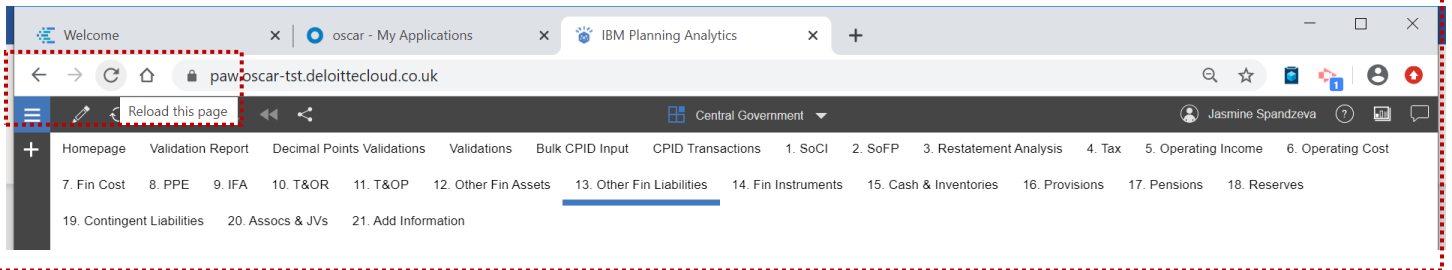 Welcome
oscar - My Applications
IBM Planning Analytics
paw.oscar-tst.deloittecloud.co.uk
1
Reload this page
Central Government
Jasmine Spandzeva
Homepage Validation Report Decimal Points Validations Validations Bulk CPID Input CPID Transactions 1. SoCI 2. SoFP 3. Restatement Analysis 4. Tax 5. Operating Income 6. Operating Cost
7. Fin Cost 8. PPE 9. IFA 10. T&OR 11. T&OP 12. Other Fin Assets 13. Other Fin Liabilities 14. Fin Instruments 15. Cash & Inventories 16. Provisions 17. Pensions 18. Reserves
19. Contingent Liabilities 20. Assocs & JVs 21. Add Information